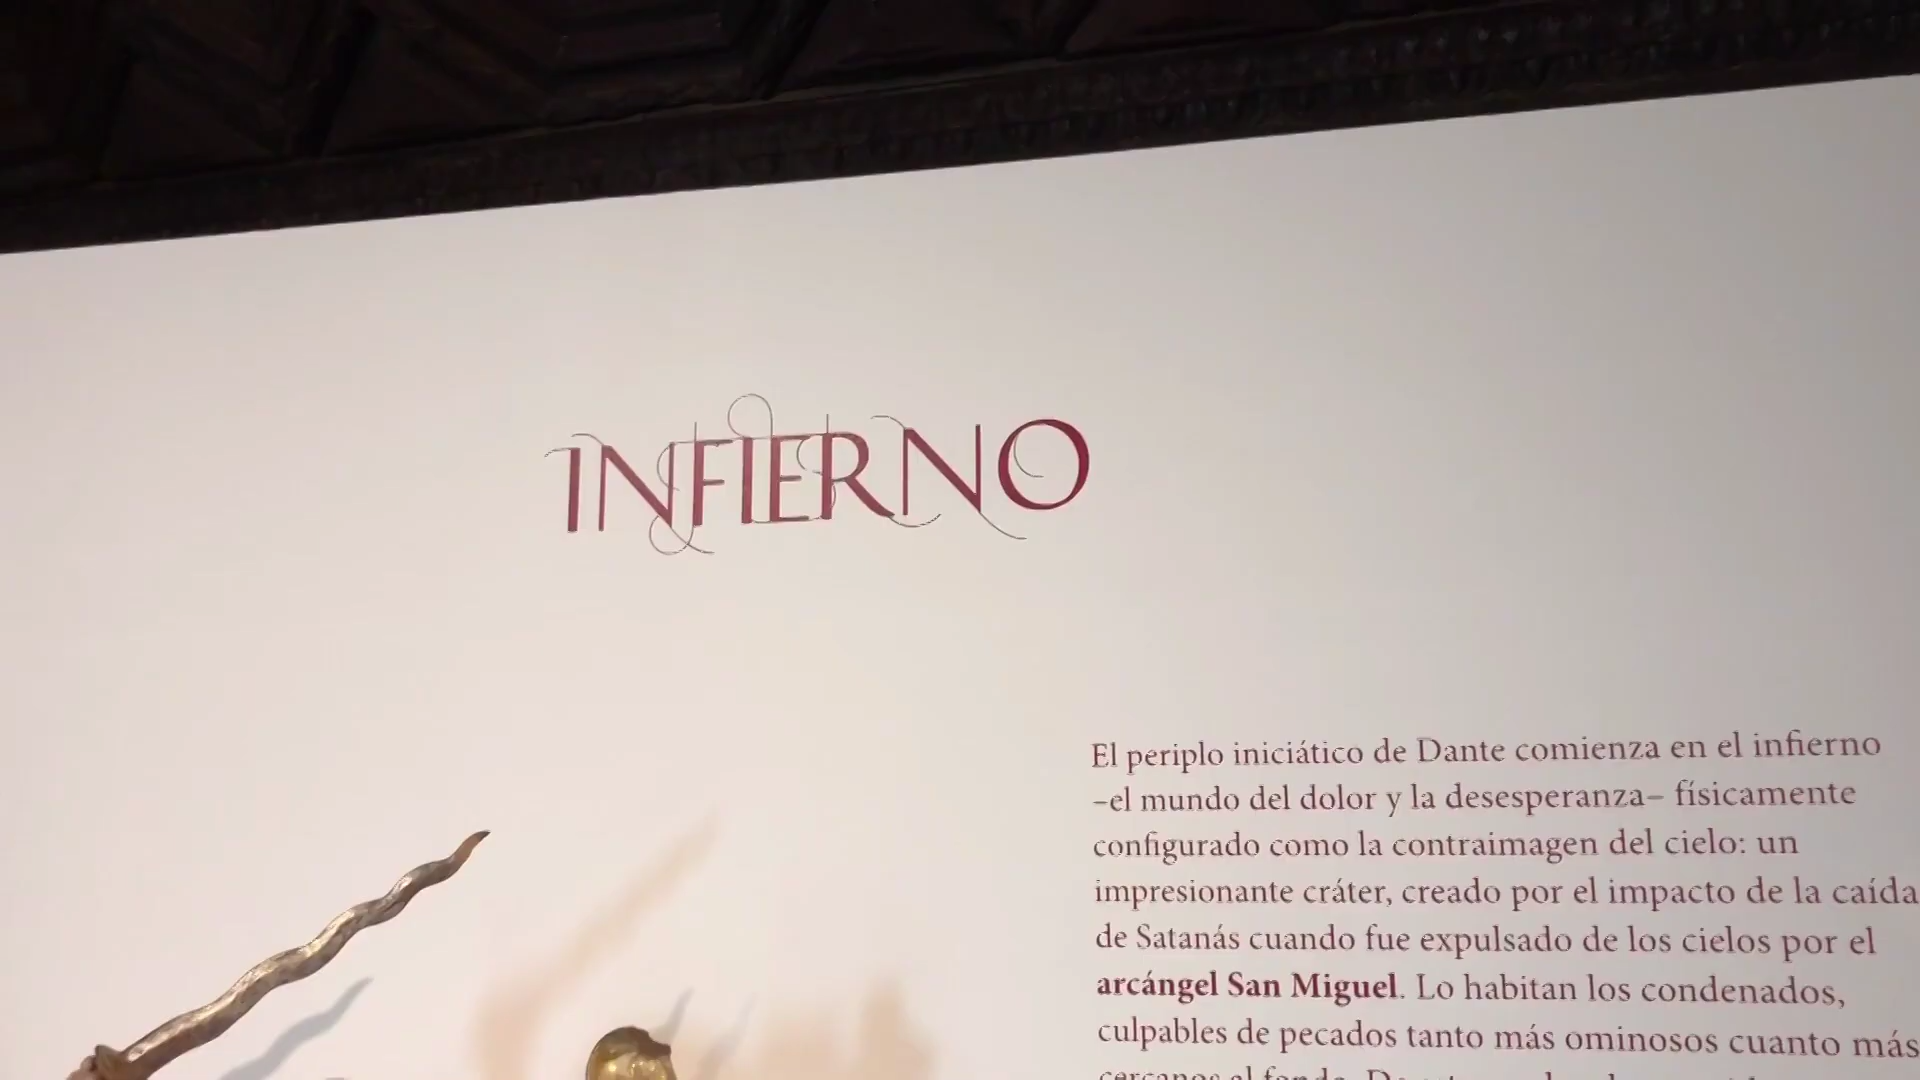 INFIERNO
El periplo iniciático de Dante comienza en el infierno
–el mundo del dolor y la desesperanza– físicamente
configurado como la contraimagen del cielo: un
impresionante cráter, creado por el impacto de la caída
de Satanás cuando fue expulsado de los cielos por el
arcángel San Miguel. Lo habitan los condenados,
culpables de pecados tanto más ominosos cuanto más
cercanos al fondo.